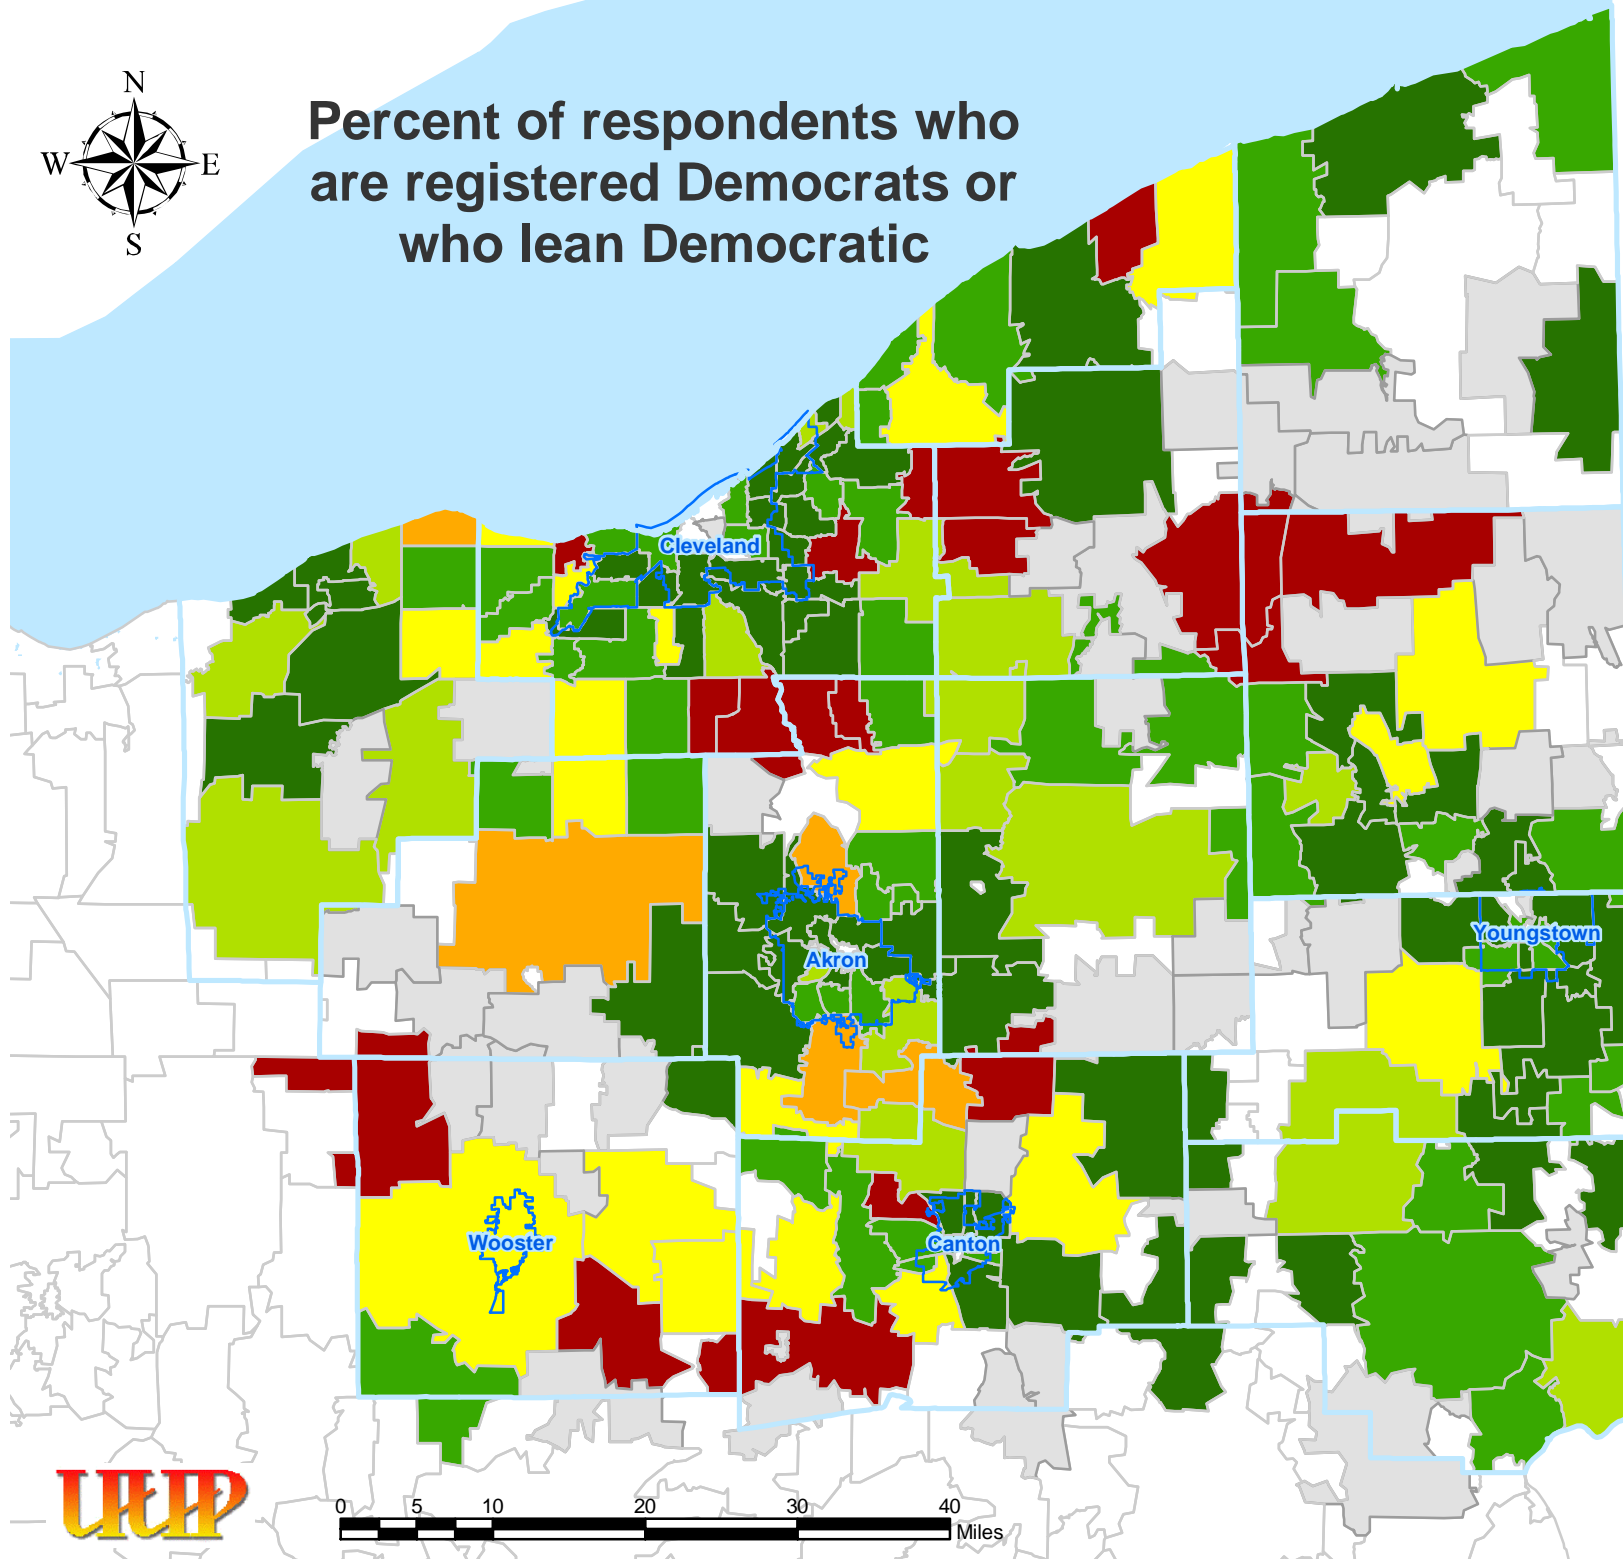 N
W E
S
Percent of respondents who
are registered Democrats or
who lean Democratic
Cleveland
Youngstown
Akron
Wooster
Canton
0 5 10 20 30 40
Miles